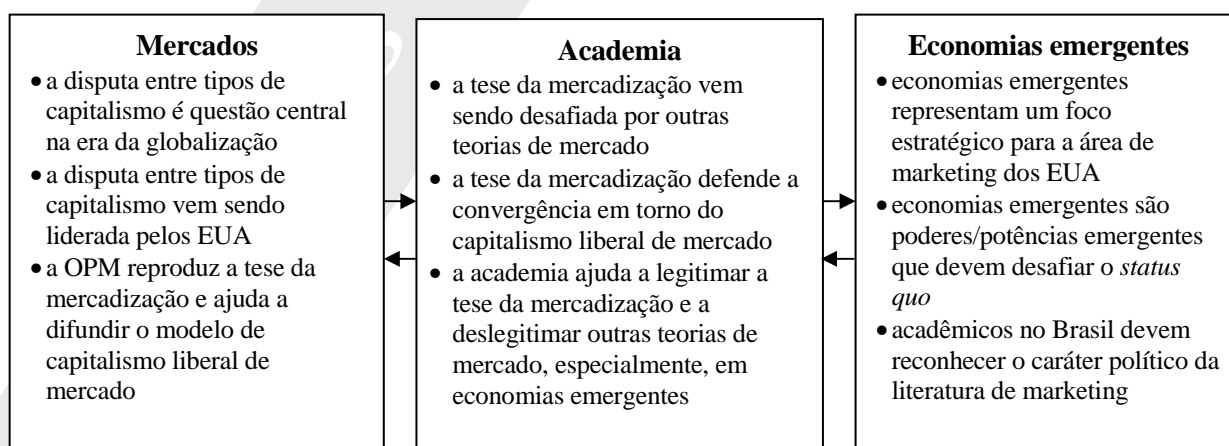 Mercados
• a disputa entre tipos de
capitalismo é questão central
na era da globalização
• a disputa entre tipos de
capitalismo vem sendo
liderada pelos EUA
• a OPM reproduz a tese da
mercadização e ajuda a
difundir o modelo de
capitalismo liberal de
mercado
Academia
• a tese da mercadização vem
sendo desafiada por outras
teorias de mercado
• a tese da mercadização defende a
convergência em torno do
capitalismo liberal de mercado
• a academia ajuda a legitimar a
tese da mercadização e a
deslegitimar outras teorias de
mercado, especialmente, em
economias emergentes
Economias emergentes
• economias emergentes
representam um foco
estratégico para a área de
marketing dos EUA
• economias emergentes são
poderes/potências emergentes
que devem desafiar o status
quo
• acadêmicos no Brasil devem
reconhecer o caráter político da
literatura de marketing